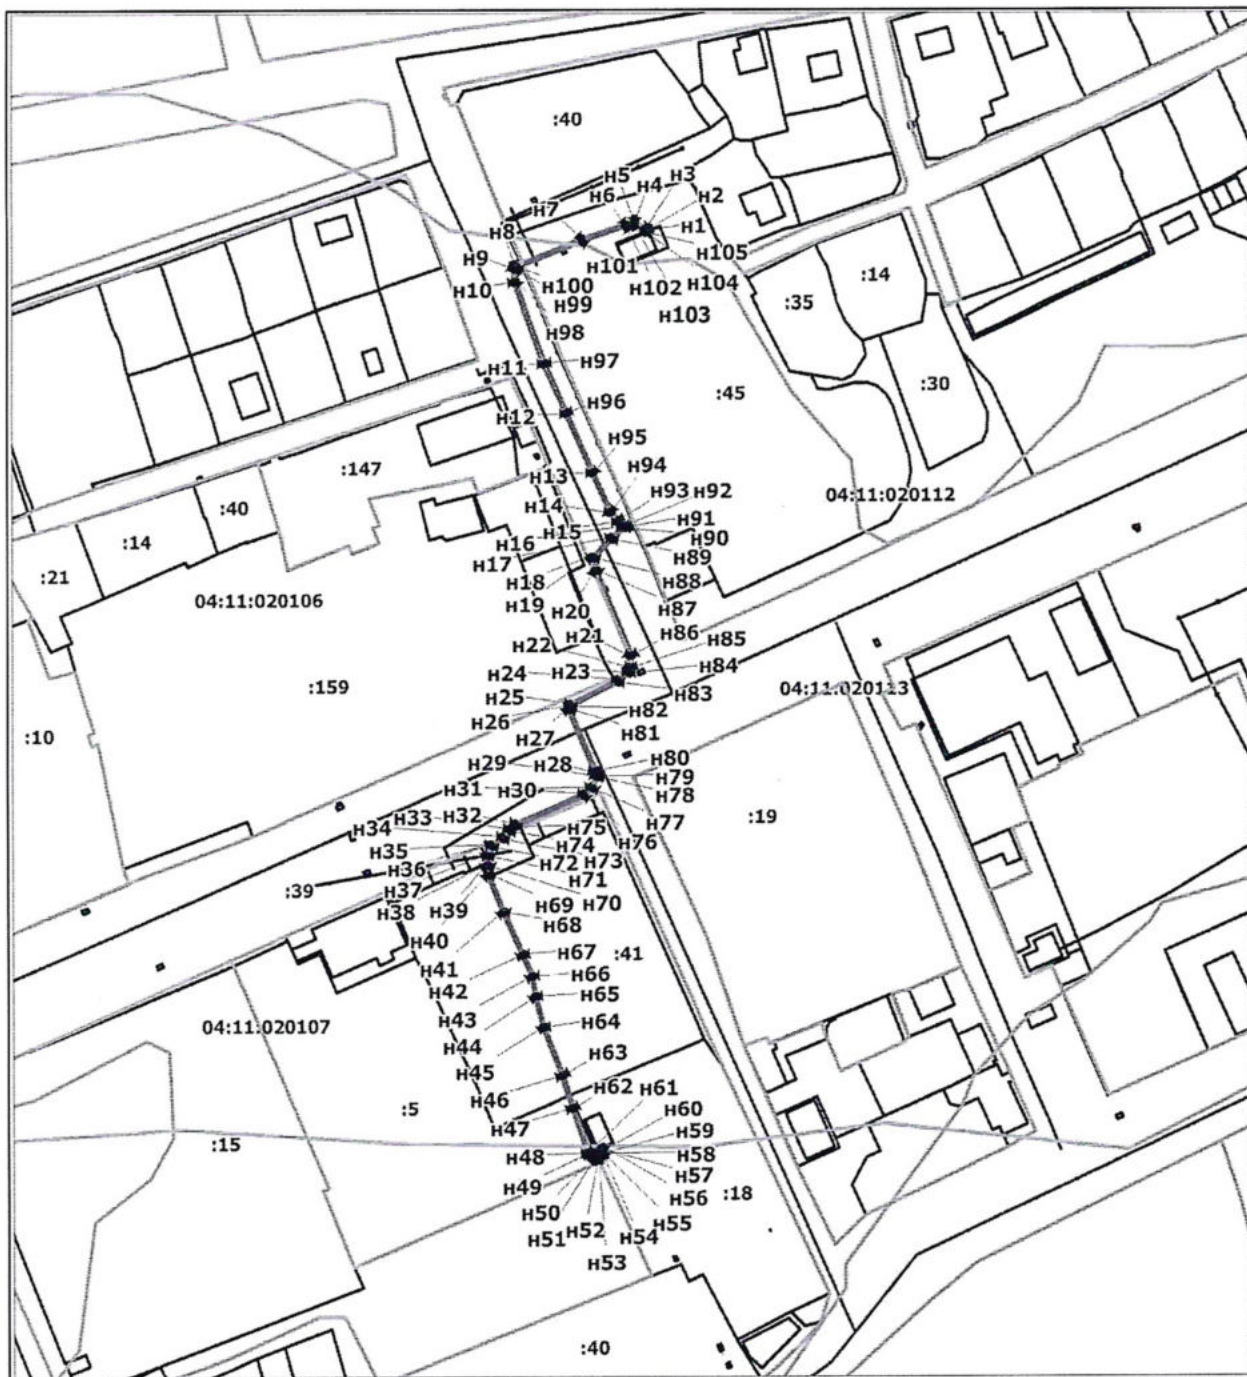 :40
н5
н4
н3
н6
н2
н7
н1
н8
н105
н101
н9
н100
н102
н104
н10
н99
н103
:14
:35
н98
н97
н11
:30
н96
:45
н12
н95
:147
н94
н13
н93
н92
04:11:020112
:40
н14
н91
н15
н90
:14
н16
н89
н17
:21
н18
н88
04:11:020106
н19
н87
н20
н86
н21
н85
н22
н84
н23
н24
:159
04:11:020113
н83
н25
н82
н26
н81
:10
н27
н80
н29
н28
н79
н31
н30
н78
н77
:19
н33
н32
н75
н76
н34
н74
н35
н72
н73
н36
н71
:39
н37
н70
н38
н39
н69
н40
н68
н67
:41
н41
н66
н42
н65
н43
04:11:020107
н64
н44
н63
н45
н62
н61
н46
:5
н60
н47
н59
:15
н48
н58
н57
н49
:18
н56
н50
н55
н52
н51
н54
н53
:40